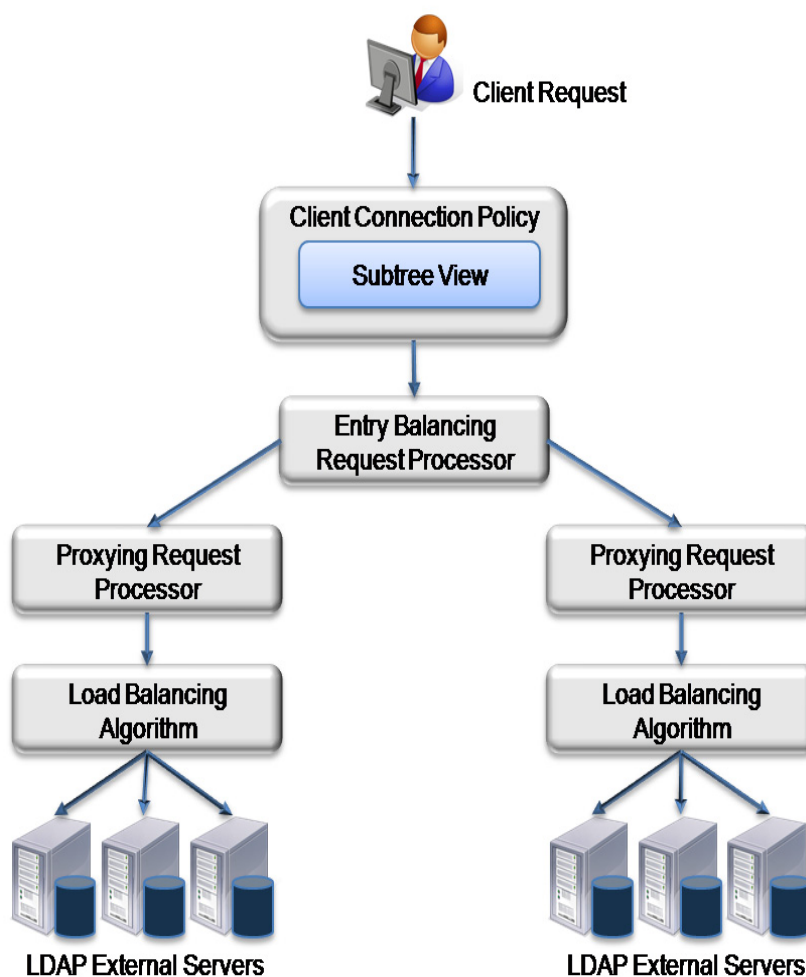 Client Request
Client Connection Policy
Subtree View
Entry Balancing
Request Processor
Proxying Request
Processor
Proxying Request
Processor
Load Balancing
Algorithm
Load Balancing
Algorithm
LDAP External Servers
LDAP External Servers